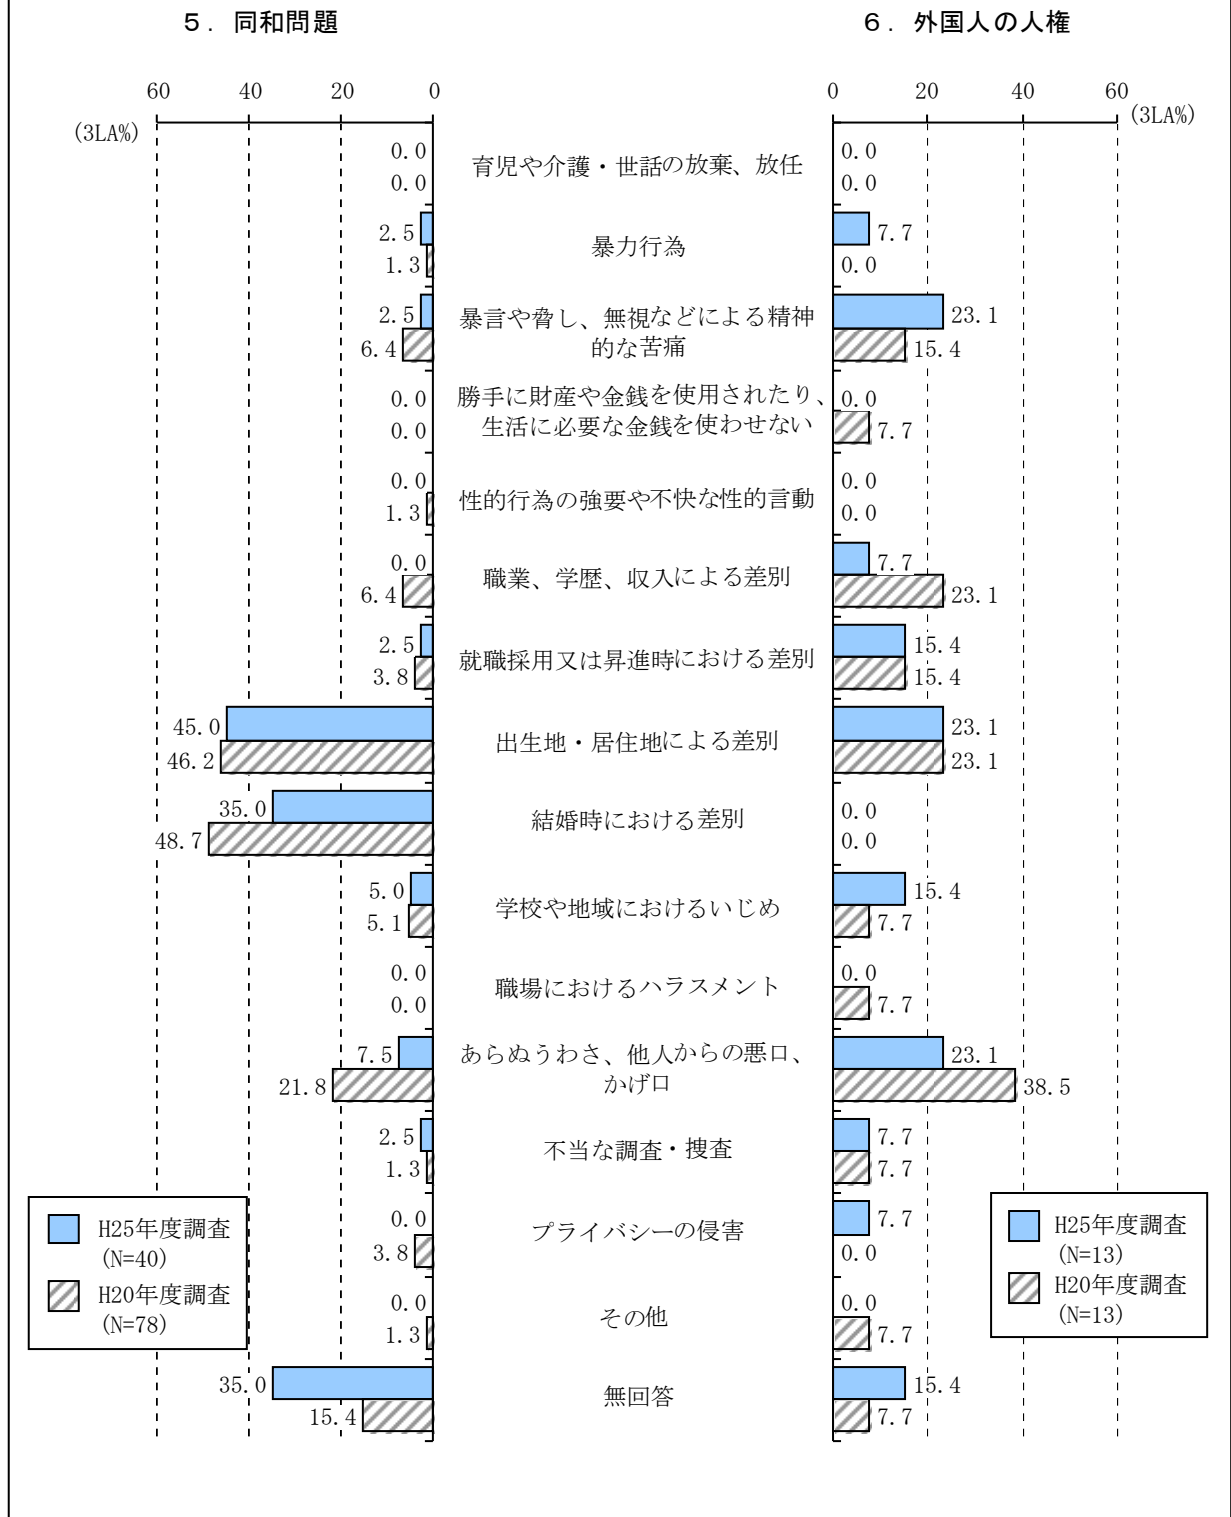 ５．同和問題
６．外国人の人権
60 40 20 0
(3LA%)
0 20 40 60
(3LA%)
0.0
0.0
育児や介護・世話の放棄、放任
0.0
0.0
2.5
1.3
暴力行為
7.7
0.0
2.5
6.4
暴言や脅し、無視などによる精神
的な苦痛
23.1
15.4
0.0
0.0
勝手に財産や金銭を使用されたり、
生活に必要な金銭を使わせない
0.0
7.7
0.0
1.3
性的行為の強要や不快な性的言動
0.0
0.0
0.0
6.4
職業、学歴、収入による差別
7.7
23.1
2.5
3.8
就職採用又は昇進時における差別
15.4
15.4
45.0
46.2
出生地・居住地による差別
23.1
23.1
35.0
48.7
結婚時における差別
0.0
0.0
5.0
5.1
学校や地域におけるいじめ
15.4
7.7
0.0
0.0
職場におけるハラスメント
0.0
7.7
7.5
21.8
あらぬうわさ、他人からの悪口、
かげ口
23.1
38.5
2.5
1.3
不当な調査・捜査
7.7
7.7
0.0
3.8
プライバシーの侵害
7.7
0.0
0.0
1.3
その他
0.0
7.7
35.0
15.4
無回答
15.4
7.7
H25年度調査
(N=40)
H20年度調査
(N=78)
H25年度調査
(N=13)
H20年度調査
(N=13)